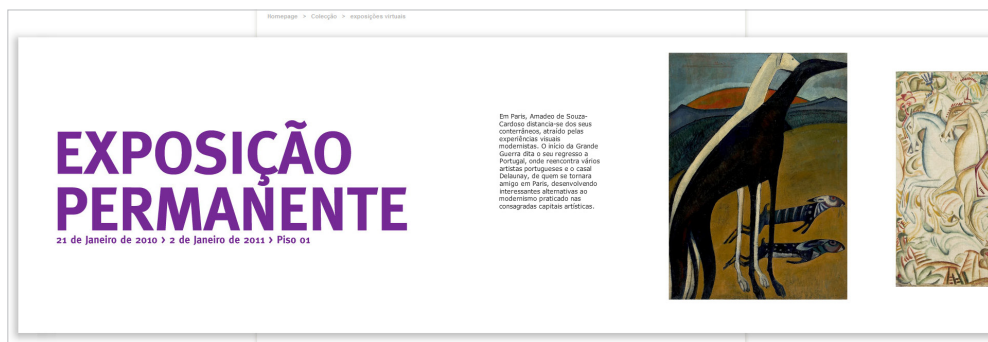 Homepage > Colecção > exposições virtuais
EXPOSIÇÃO
PERMANENTE
21 de Janeiro de 2010 > 2 de Janeiro de 2011 > Piso 01
Em Paris, Amadeo de Souza-
Cardoso distancia-se dos seus
conterrâneos, atraído pelas
experiências visuais
modernistas. O início da Grande
Guerra dita o seu regresso a
Portugal, onde reencontra vários
artistas portugueses e o casal
Delaunay, de quem se tornara
amigo em Paris, desenvolvendo
interessantes alternativas ao
modernismo praticado nas
consagradas capitais artísticas.